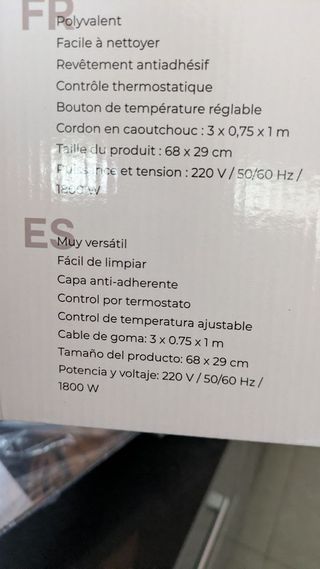 FR
Polyvalent
Facile à nettoyer
Revêtement antiadhésif
Contrôle thermostatique
Bouton de température réglable
Cordon en caoutchouc : 3 x 0,75 x 1 m
Taille du produit : 68 x 29 cm
Puissance et tension : 220 V / 50/60 Hz /
1800 W
ES
Muy versátil
Fácil de limpiar
Capa anti-adherente
Control por termostato
Control de temperatura ajustable
Cable de goma: 3 x 0.75 x 1 m
Tamaño del producto: 68 x 29 cm
Potencia y voltaje: 220 V / 50/60 Hz /
1800 W